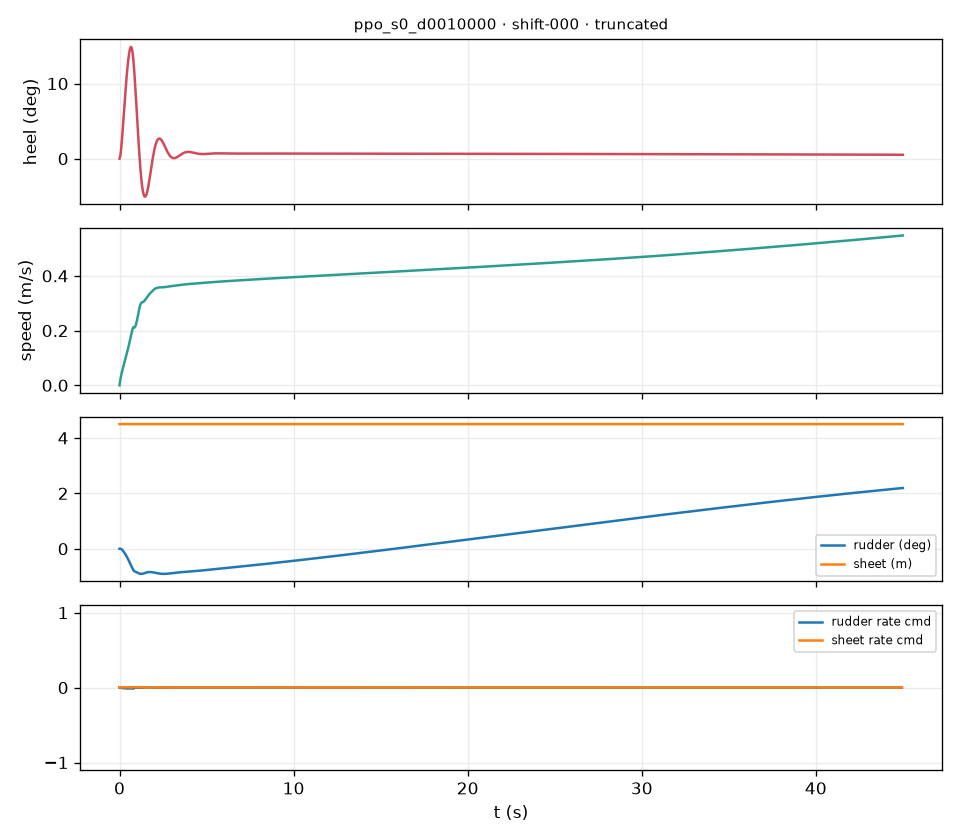 ppo_s0_d0010000 · shift-000 · truncated
heel (deg)
10
0
speed (m/s)
0.4
0.2
0.0
4
2
0
rudder (deg)
sheet (m)
1
0
−1
rudder rate cmd
sheet rate cmd
0 10 20 30 40
t (s)